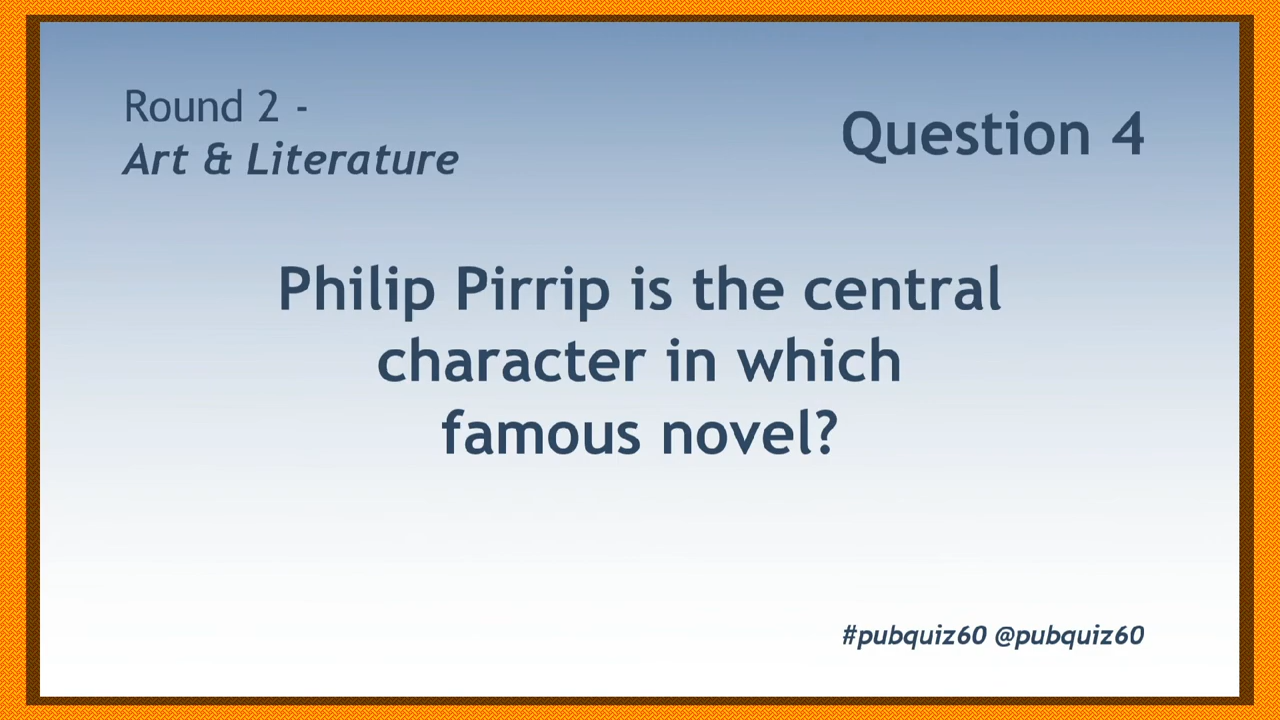 Round 2 -
Art & Literature
Question 4
Philip Pirrip is the central
character in which
famous novel?
#pubquiz60 @pubquiz60